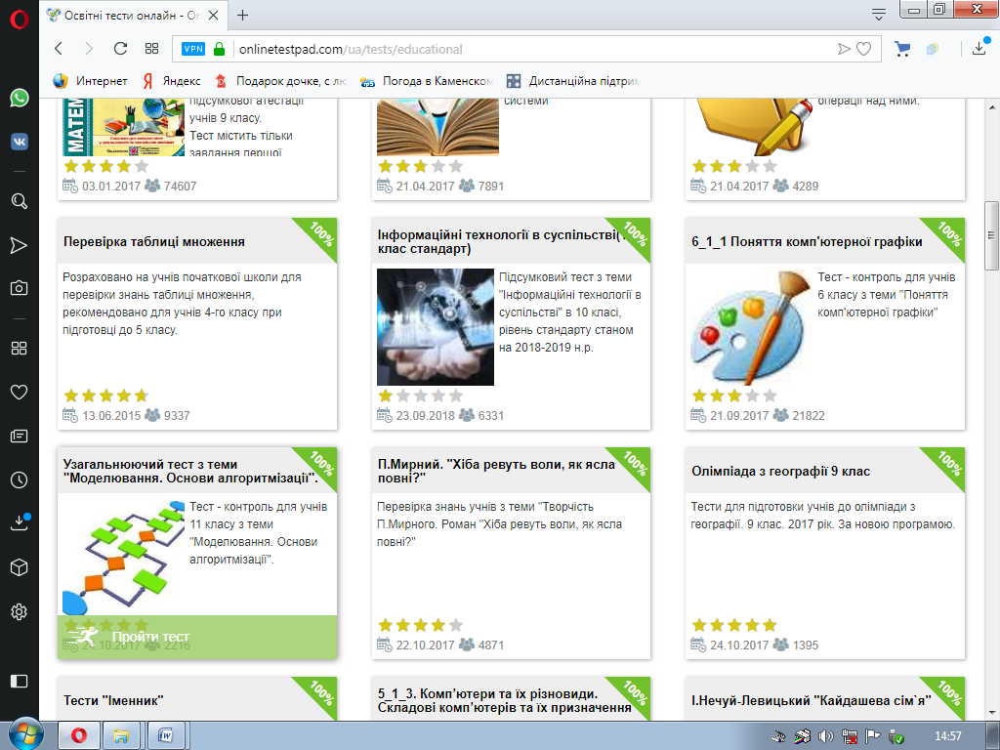 Освітні тести онлайн - On
VPN
onlinetestpad.com/ua/tests/educational
Интернет
Яндекс
Подарок дочке, с лю
Погода в Каменском
Дистанційна підтрим
МАТЕМ
підсумкової атестації
учнів 9 класу.
Тест містить тільки
завдання першої
03.01.2017 74607
системи
21.04.2017 7891
операції над ними.
21.04.2017 4289
Перевірка таблиці множення
100%
Розраховано на учнів початкової школи для
перевірки знань таблиці множення,
рекомендовано для учнів 4-го класу при
підготовці до 5 класу.
13.06.2015 9337
Інформаційні технології в суспільстві(
клас стандарт)
100%
Підсумковий тест з теми
"Інформаційні технології в
суспільстві" в 10 класі,
рівень стандарту станом
на 2018-2019 н.р.
23.09.2018 6331
6_1_1 Поняття комп'ютерної графіки
100%
Тест - контроль для учнів
6 класу з теми "Поняття
комп'ютерної графіки"
21.09.2017 21822
Узагальнюючий тест з теми
"Моделювання. Основи алгоритмізації".
100%
Тест - контроль для учнів
11 класу з теми
"Моделювання. Основи
алгоритмізації".
Пройти тест
24.10.2017 2216
П.Мирний. "Хіба ревуть воли, як ясла
повні?"
100%
Перевірка знань учнів з теми "Творчість
П.Мирного. Роман "Хіба ревуть воли, як ясла
повні?"
22.10.2017 4871
Олімпіада з географії 9 клас
100%
Тести для підготовки учнів до олімпіади з
географії. 9 клас. 2017 рік. За новою програмою.
24.10.2017 1395
Тести "Іменник"
100%
5_1_3. Комп'ютери та їх різновиди.
Складові комп'ютерів та їх призначення
100%
І.Нечуй-Левицький "Кайдашева сім`я"
100%
14:57